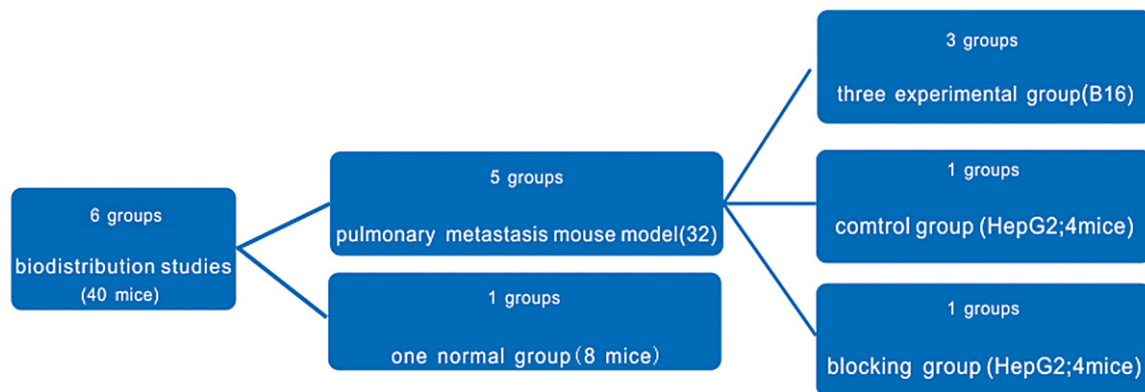 6 groups
biodistribution studies
(40 mice)
5 groups
pulmonary metastasis mouse model(32)
1 groups
one normal group(8 mice)
3 groups
three experimental group(B16)
1 groups
comtrol group (HepG2;4mice)
1 groups
blocking group (HepG2;4mice)